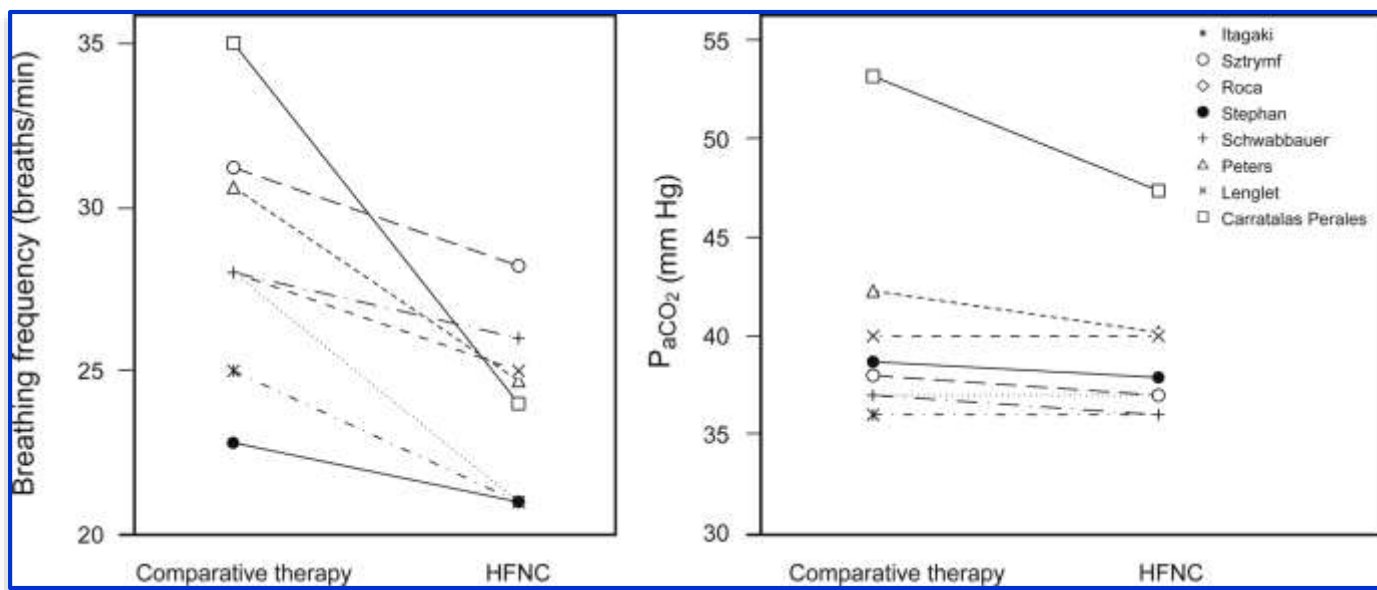 Breathing frequency (breaths/min)
35
30
25
20
Comparative therapy
HFNC
PaCO2 (mm Hg)
55
50
45
40
35
30
Comparative therapy
HFNC
Itagaki
Sztrymf
Roca
Stephan
Schwabbauer
Peters
Lenglet
Carratalas Perales